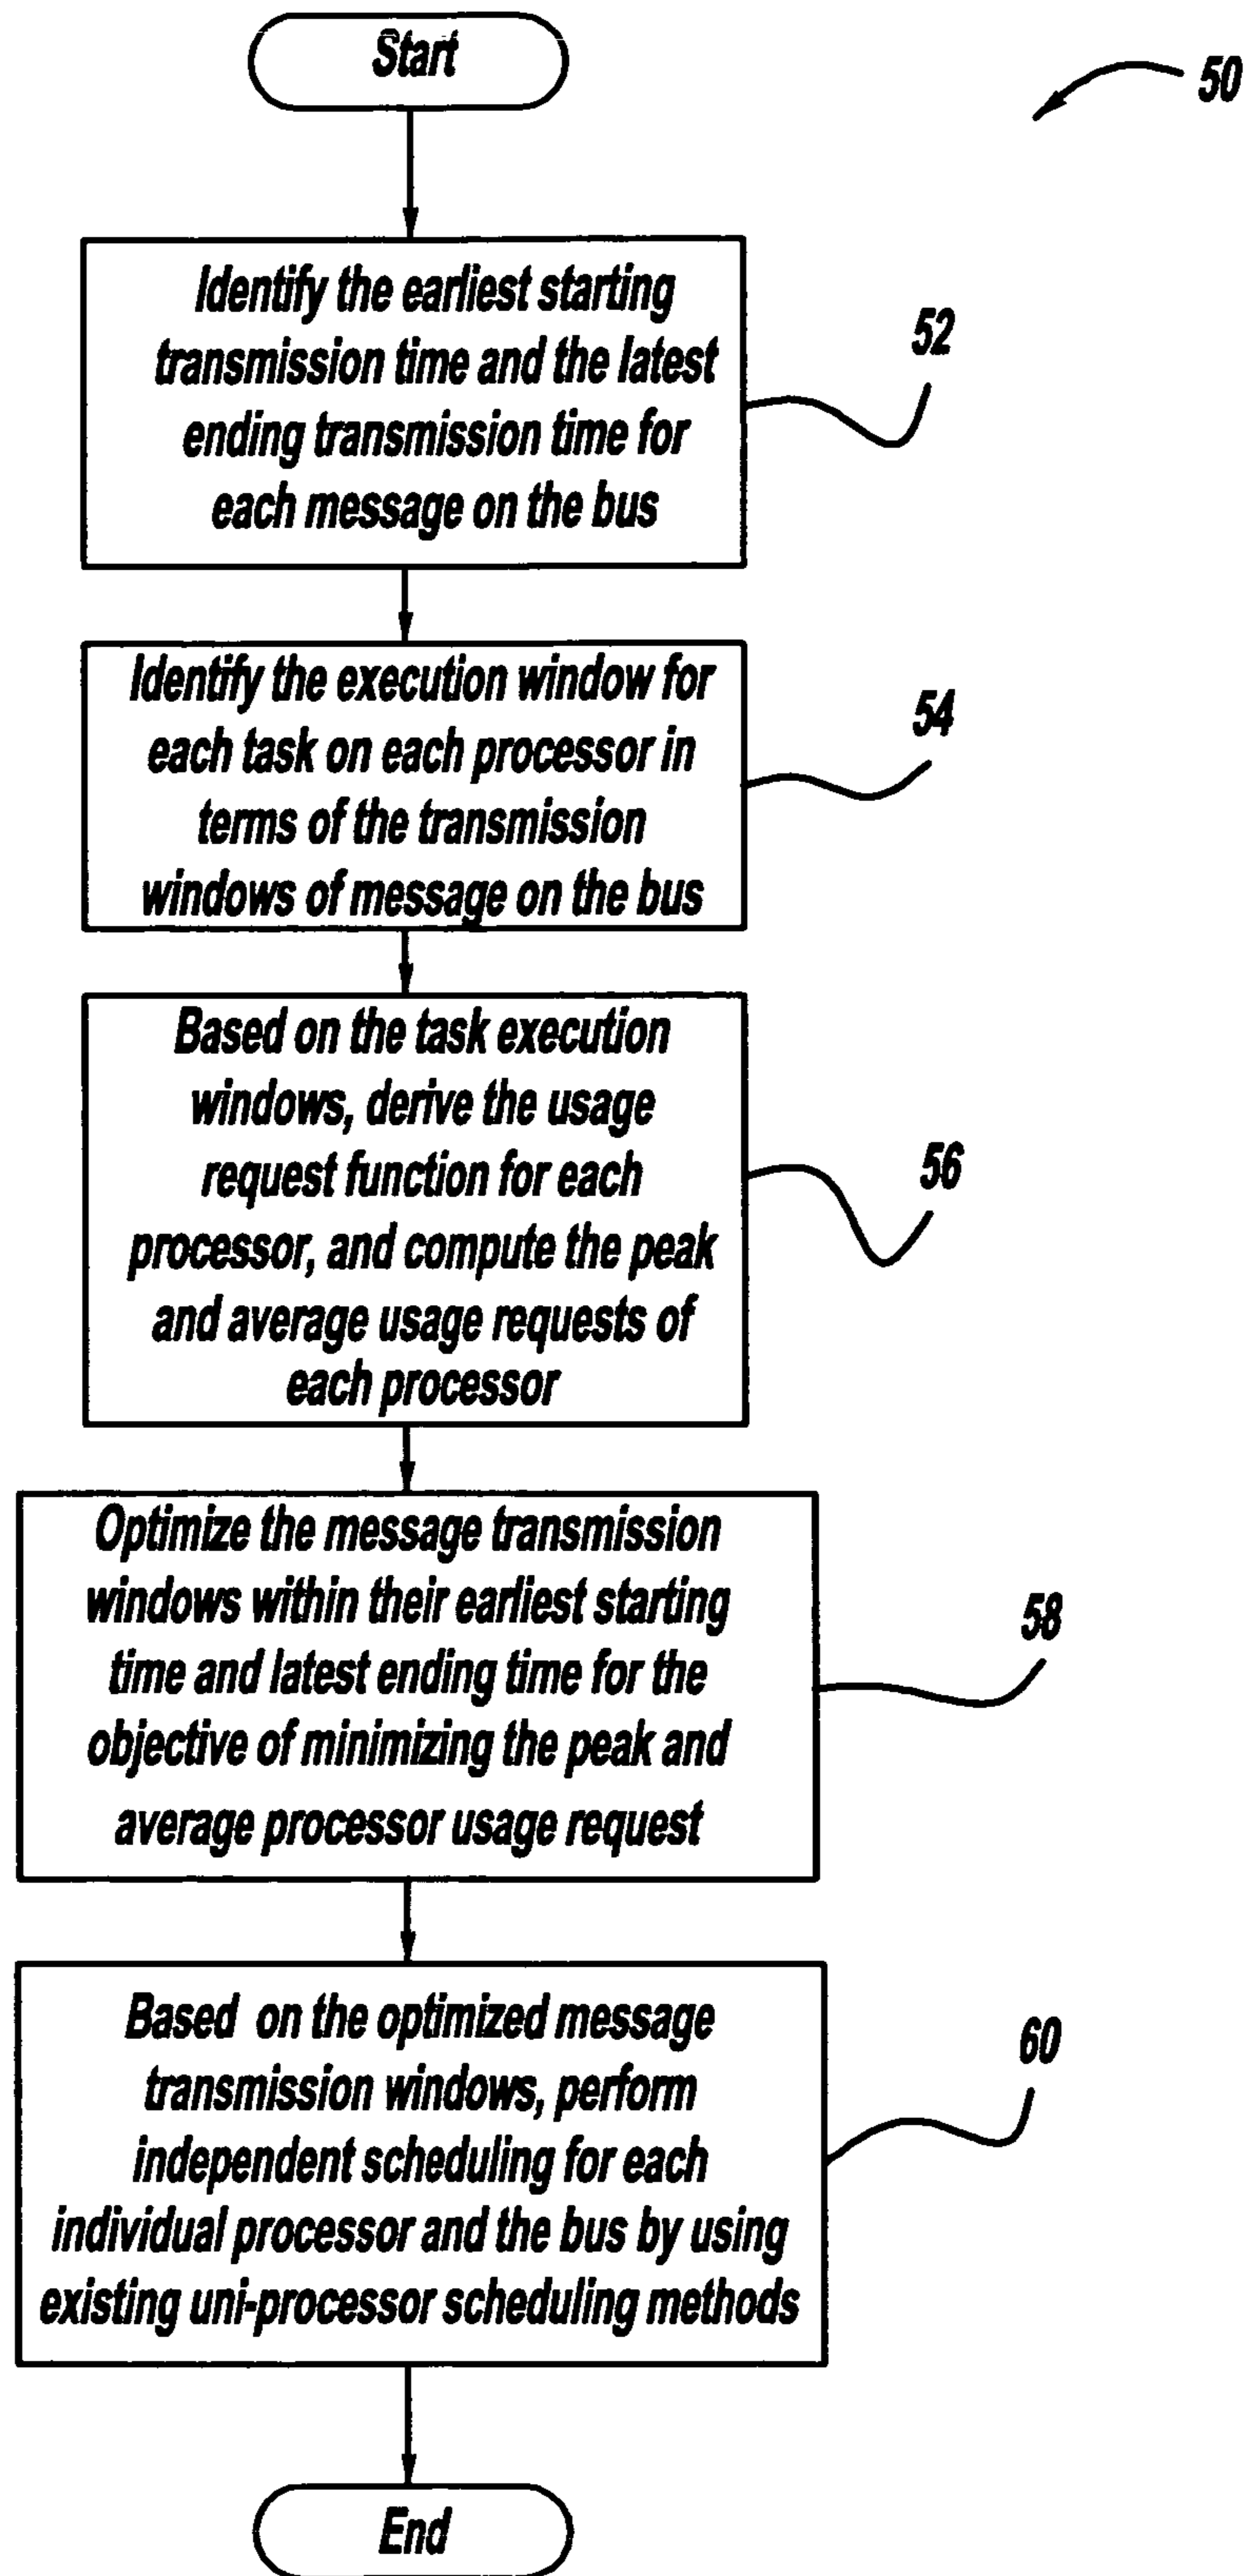 Start
50
Identify the earliest starting
transmission time and the latest
ending transmission time for
each message on the bus
52
Identify the execution window for
each task on each processor in
terms of the transmission
windows of message on the bus
54
Based on the task execution
windows, derive the usage
request function for each
processor, and compute the peak
and average usage requests of
each processor
56
Optimize the message transmission
windows within their earliest starting
time and latest ending time for the
objective of minimizing the peak and
average processor usage request
58
Based on the optimized message
transmission windows, perform
independent scheduling for each
individual processor and the bus by using
existing uni-processor scheduling methods
60
End